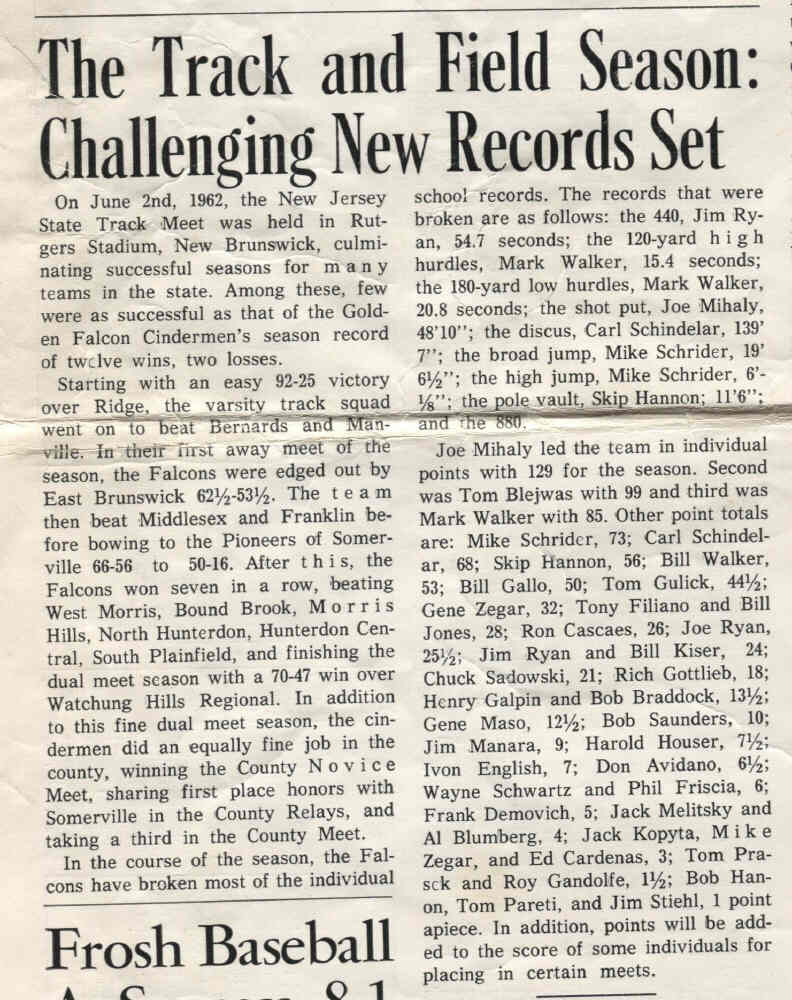 The Track and Field Season:
Challenging New Records Set
On June 2nd, 1962, the New Jersey
State Track Meet was held in Rut-
gers Stadium, New Brunswick, culmi-
nating successful seasons for many
teams in the state. Among these, few
were as successful as that of the Gold-
en Falcon Cindermen's season record
of twelve wins, two losses.
Starting with an easy 92-25 victory
over Ridge, the varsity track squad
went on to beat Bernards and Man-
ville. In their first away meet of the
season, the Falcons were edged out by
East Brunswick 62½-53½. The team
then beat Middlesex and Franklin be-
fore bowing to the Pioneers of Somer-
ville 66-56 to 50-16. After this, the
Falcons won seven in a row, beating
West Morris, Bound Brook, Morris
Hills, North Hunterdon, Hunterdon Cen-
tral, South Plainfield, and finishing the
dual meet season with a 70-47 win over
Watchung Hills Regional. In addition
to this fine dual meet season, the cin-
dermen did an equally fine job in the
county, winning the County Novice
Meet, sharing first place honors with
Somerville in the County Relays, and
taking a third in the County Meet.
In the course of the season, the Fal-
cons have broken most of the individual
school records. The records that were
broken are as follows: the 440, Jim Ry-
an, 54.7 seconds; the 120-yard high
hurdles, Mark Walker, 15.4 seconds;
the 180-yard low hurdles, Mark Walker,
20.8 seconds; the shot put, Joe Mihaly,
48'10''; the discus, Carl Schindelar, 139'
7''; the broad jump, Mike Schrider, 19'
6½''; the high jump, Mike Schrider, 6'-
⅛''; the pole vault, Skip Hannon; 11'6'';
and the 880.
Joe Mihaly led the team in individual
points with 129 for the season. Second
was Tom Blejwas with 99 and third was
Mark Walker with 85. Other point totals
are: Mike Schrider, 73; Carl Schindel-
ar, 68; Skip Hannon, 56; Bill Walker,
53; Bill Gallo, 50; Tom Gulick, 44½;
Gene Zegar, 32; Tony Filiano and Bill
Jones, 28; Ron Cascaes, 26; Joe Ryan,
25½; Jim Ryan and Bill Kiser, 24;
Chuck Sadowski, 21; Rich Gottlieb, 18;
Henry Galpin and Bob Braddock, 13½;
Gene Maso, 12½; Bob Saunders, 10;
Jim Manara, 9; Harold Houser, 7½;
Ivon English, 7; Don Avidano, 6½;
Wayne Schwartz and Phil Friscia, 6;
Frank Demovich, 5; Jack Melitsky and
Al Blumberg, 4; Jack Kopyta, Mike
Zegar, and Ed Cardenas, 3; Tom Pra-
sek and Roy Gandolfe, 1½; Bob Han-
on, Tom Pareti, and Jim Stiehl, 1 point
apiece. In addition, points will be add-
ed to the score of some individuals for
placing in certain meets.
Frosh Baseball